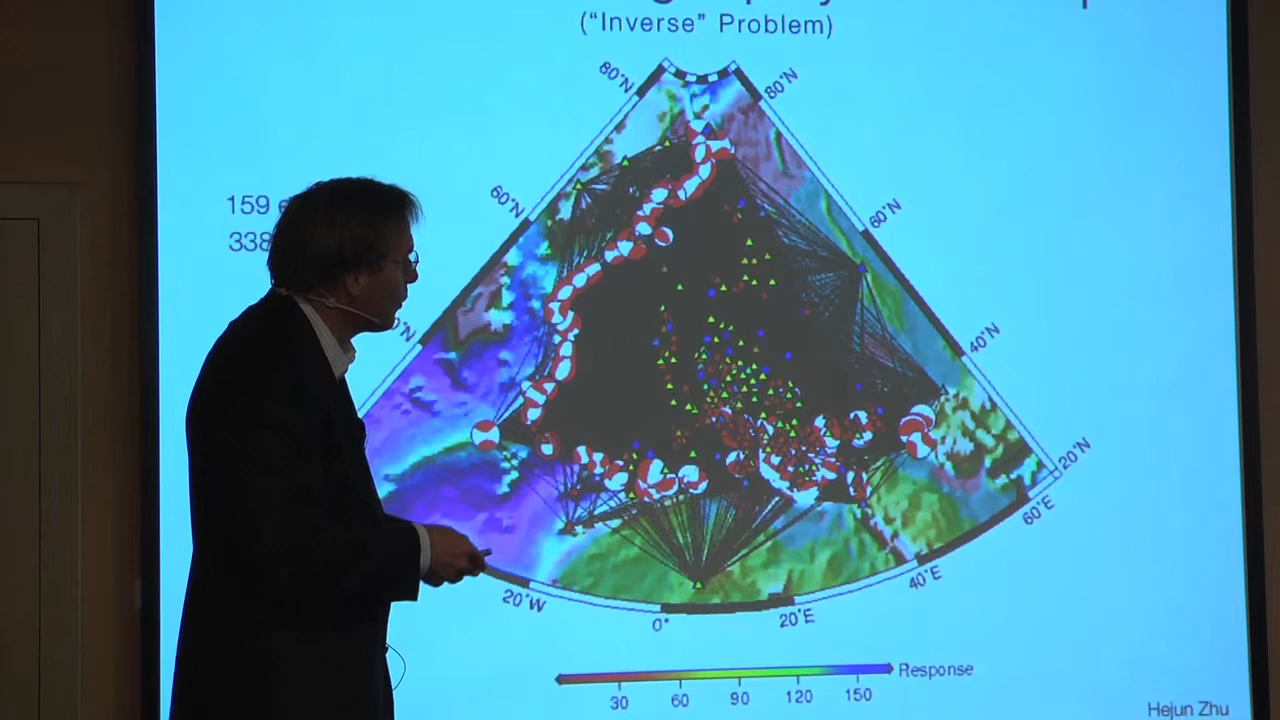 ("Inverse" Problem)
80°N
80°N
60°N
60°N
159
338
40°N
20°N
60°E
40°E
20°W
0°
20°E
Response
30 60 90 120 150
Hejun Zhu